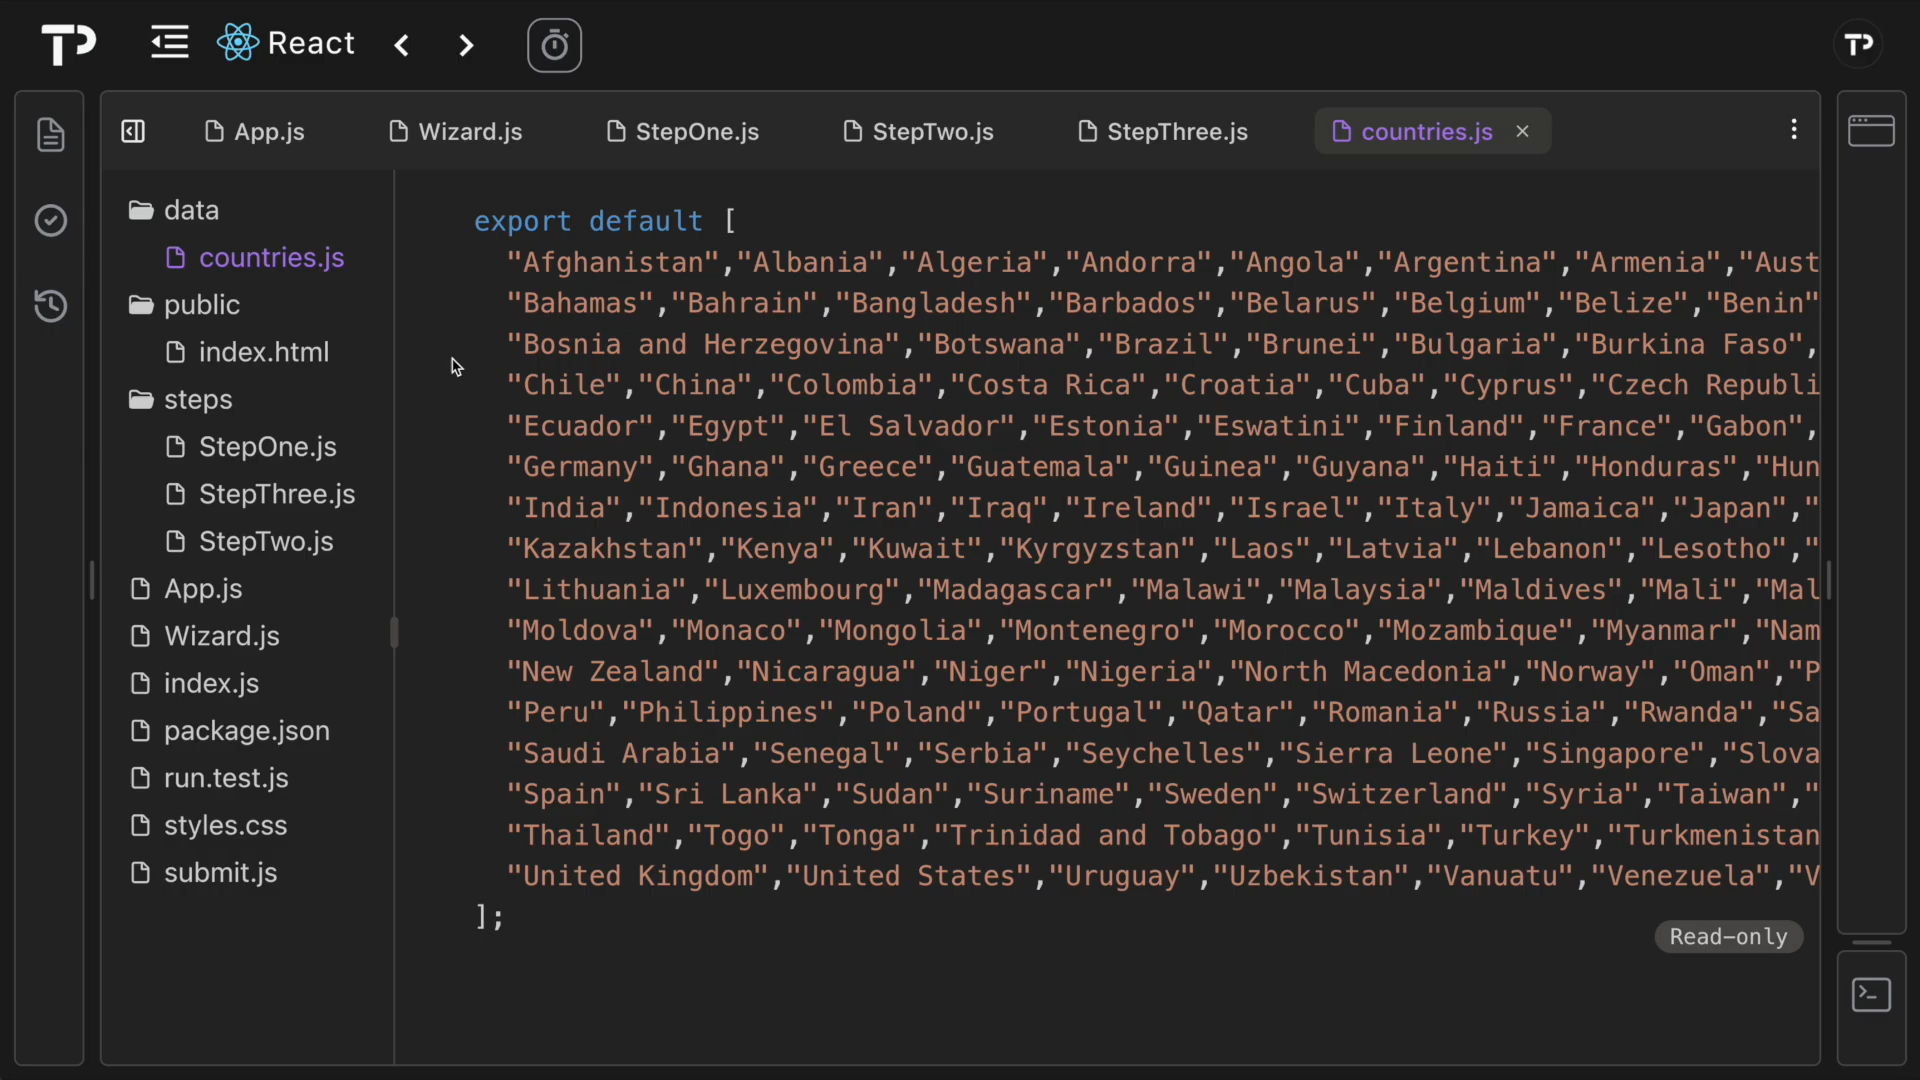 TP
React
TP
App.js
Wizard.js
StepOne.js
StepTwo.js
StepThree.js
countries.js
data
countries.js
public
index.html
steps
StepOne.js
StepThree.js
StepTwo.js
App.js
Wizard.js
index.js
package.json
run.test.js
styles.css
submit.js
export default [
"Afghanistan","Albania","Algeria","Andorra","Angola","Argentina","Armenia","Aust
"Bahamas","Bahrain","Bangladesh","Barbados","Belarus","Belgium","Belize","Benin"
"Bosnia and Herzegovina","Botswana","Brazil","Brunei","Bulgaria","Burkina Faso",
"Chile","China","Colombia","Costa Rica","Croatia","Cuba","Cyprus","Czech Republi
"Ecuador","Egypt","El Salvador","Estonia","Eswatini","Finland","France","Gabon",
"Germany","Ghana","Greece","Guatemala","Guinea","Guyana","Haiti","Honduras","Hun
"India","Indonesia","Iran","Iraq","Ireland","Israel","Italy","Jamaica","Japan","
"Kazakhstan","Kenya","Kuwait","Kyrgyzstan","Laos","Latvia","Lebanon","Lesotho","
"Lithuania","Luxembourg","Madagascar","Malawi","Malaysia","Maldives","Mali","Mal
"Moldova","Monaco","Mongolia","Montenegro","Morocco","Mozambique","Myanmar","Nam
"New Zealand","Nicaragua","Niger","Nigeria","North Macedonia","Norway","Oman","P
"Peru","Philippines","Poland","Portugal","Qatar","Romania","Russia","Rwanda","Sa
"Saudi Arabia","Senegal","Serbia","Seychelles","Sierra Leone","Singapore","Slova
"Spain","Sri Lanka","Sudan","Suriname","Sweden","Switzerland","Syria","Taiwan","
"Thailand","Togo","Tonga","Trinidad and Tobago","Tunisia","Turkey","Turkmenistan
"United Kingdom","United States","Uruguay","Uzbekistan","Vanuatu","Venezuela","V
];
Read-only